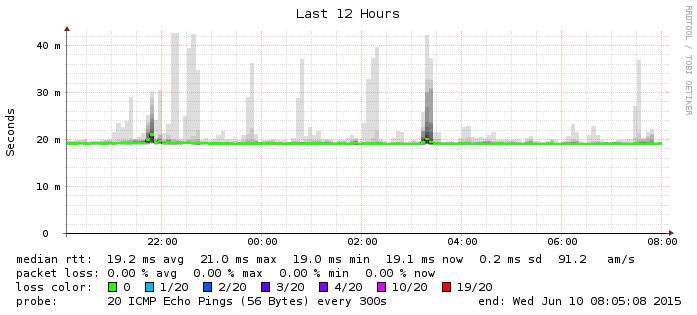 Last 12 Hours
RRDTOOL / TOBI OETIKER
Seconds
40 m
30 m
20 m
10 m
0
22:00 00:00 02:00 04:00 06:00 08:00
median rtt: 19.2 ms avg 21.0 ms max 19.0 ms min 19.1 ms now 0.2 ms sd 91.2 am/s
packet loss: 0.00 % avg 0.00 % max 0.00 % min 0.00 % now
loss color: 0 1/20 2/20 3/20 4/20 10/20 19/20
probe: 20 ICMP Echo Pings (56 Bytes) every 300s end: Wed Jun 10 08:05:08 2015